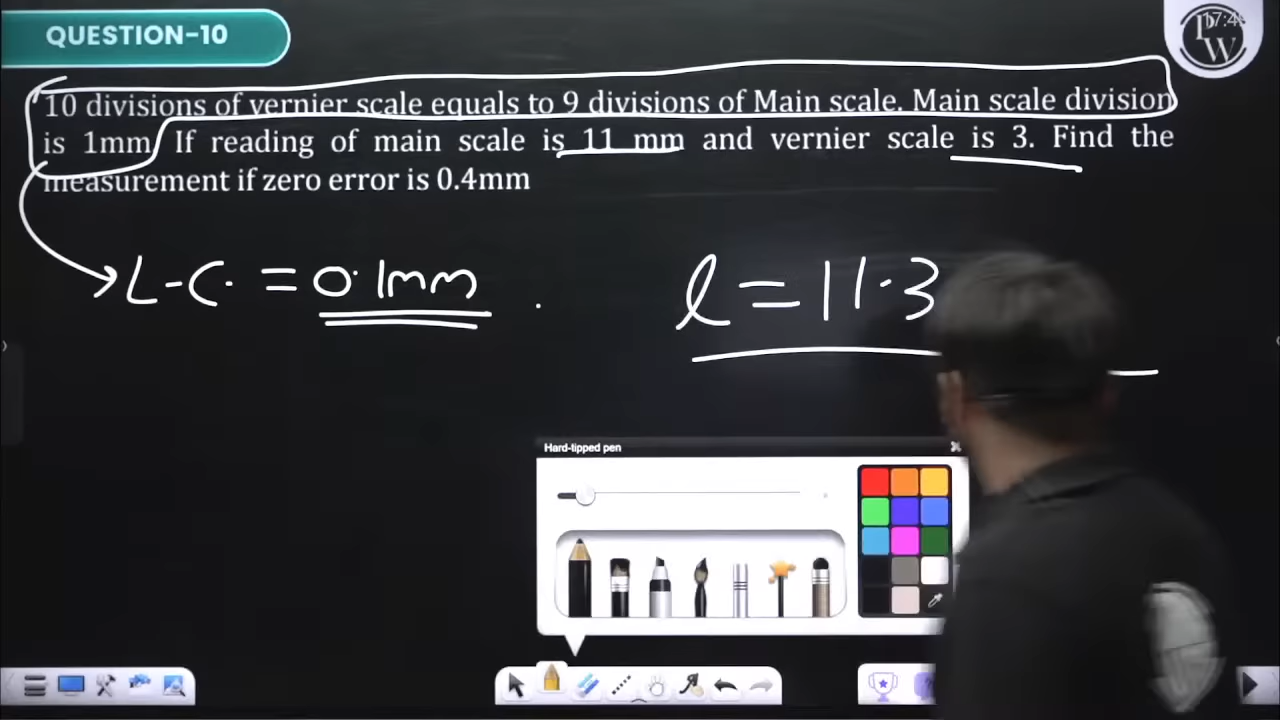 QUESTION-10
10 divisions of vernier scale equals to 9 divisions of Main scale. Main scale division
is 1mm. If reading of main scale is 11 mm and vernier scale is 3. Find the
measurement if zero error is 0.4mm
L.C. = 0.1mm
l = 11.3
Hard-tipped pen